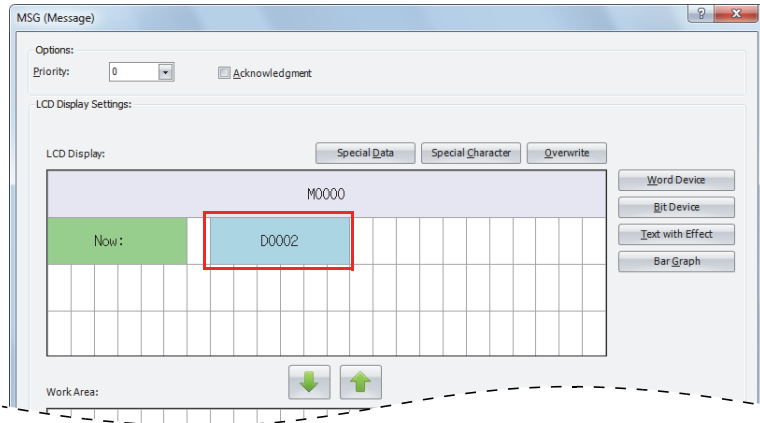 MSG (Message)
Options:
Priority: 0 Acknowledgment
LCD Display Settings:
LCD Display: Special Data Special Character Overwrite
M0000 Word Device
Bit Device
Now: D0002 Text with Effect
Bar Graph
Work Area: